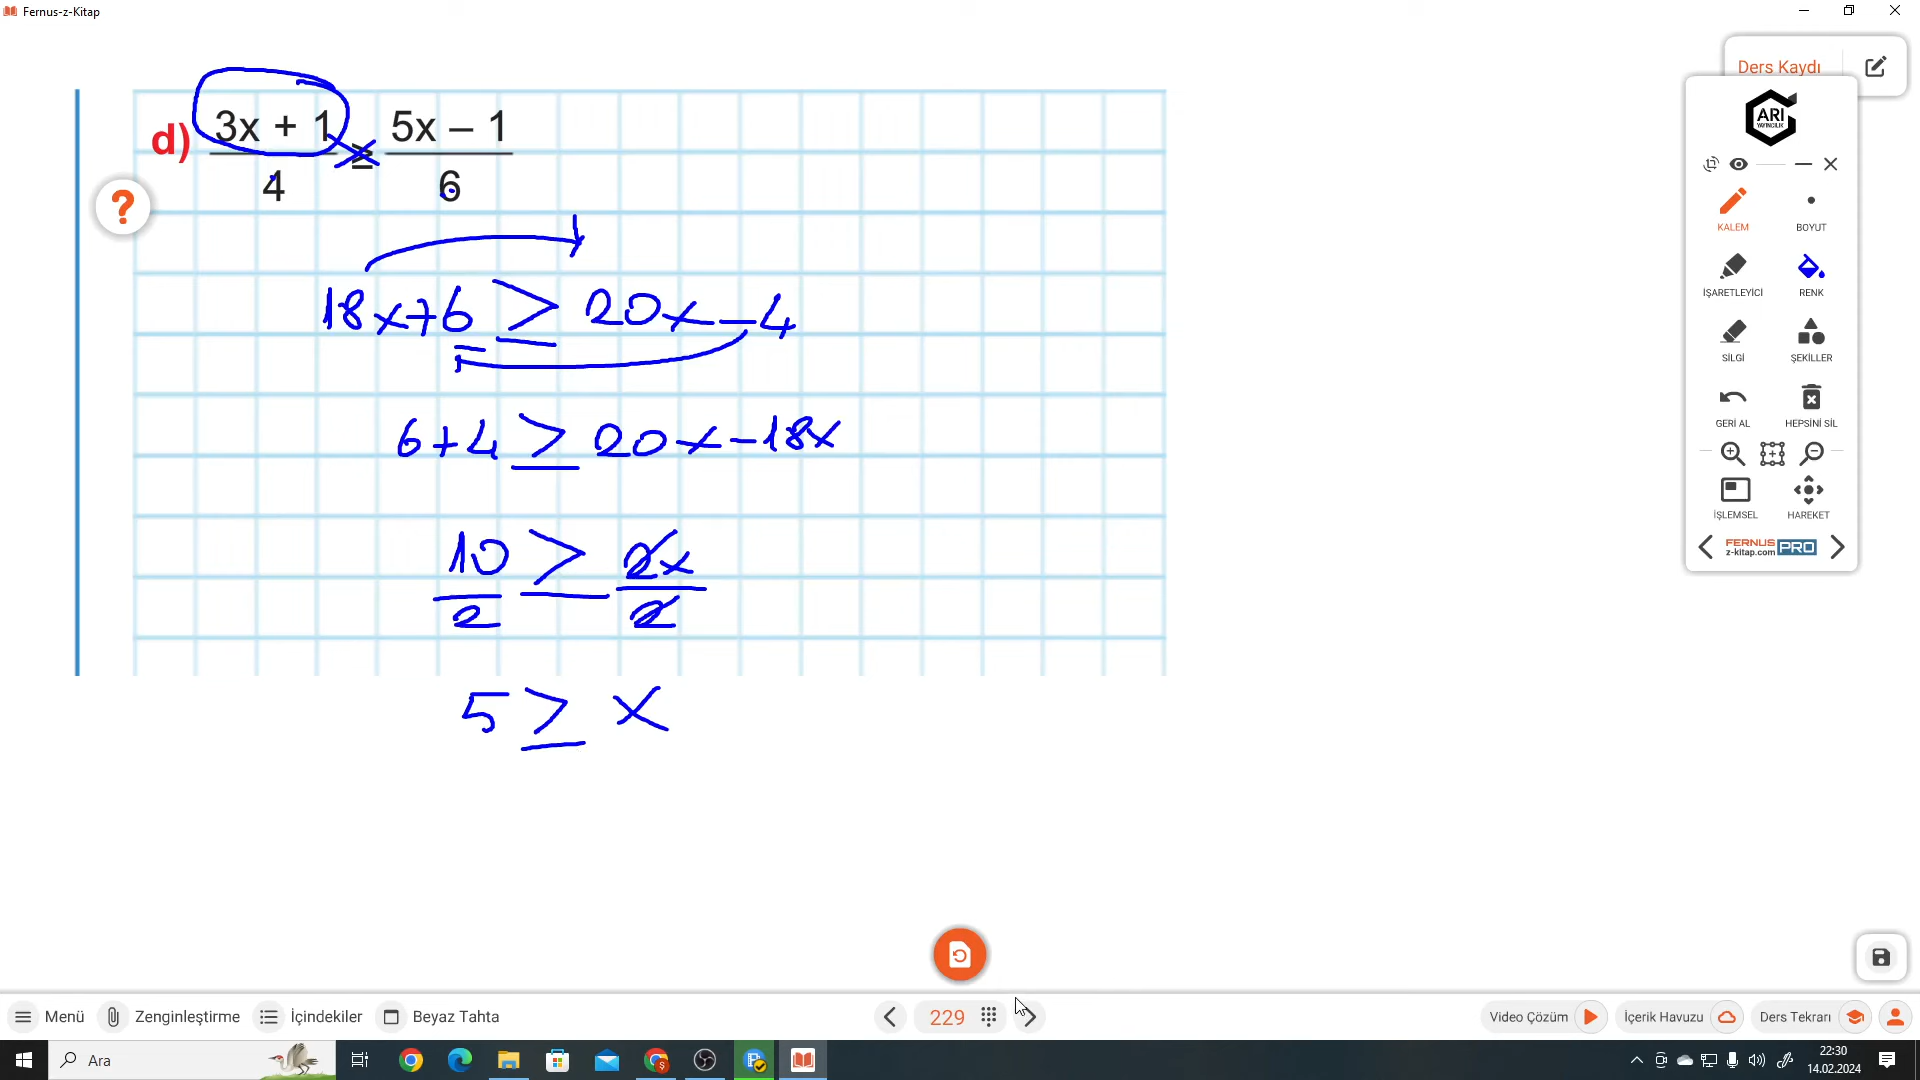 Fernus-z-Kitap
Ders Kaydı
d) 3x + 1 ≥ 5x – 1
4 6
ARI
YAYINCILIK
KALEM BOYUT
İŞARETLEYİCİ RENK
SİLGİ ŞEKİLLER
GERİ AL HEPSİNİ SİL
İŞLEMSEL HAREKET
FERNUS
z-kitap.com PRO
?
18x+6 ≥ 20x-4
6+4 ≥ 20x-18x
10 ≥ 2x
2 2
5 ≥ x
Menü Zenginleştirme İçindekiler Beyaz Tahta 229 Video Çözüm İçerik Havuzu Ders Tekrarı
Ara
22:30
14.02.2024